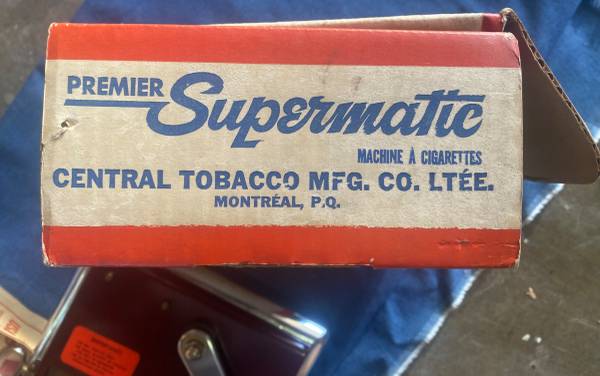 PREMIER Supermatic
MACHINE À CIGARETTES
CENTRAL TOBACCO MFG. CO. LTÉE.
MONTRÉAL, P.Q.